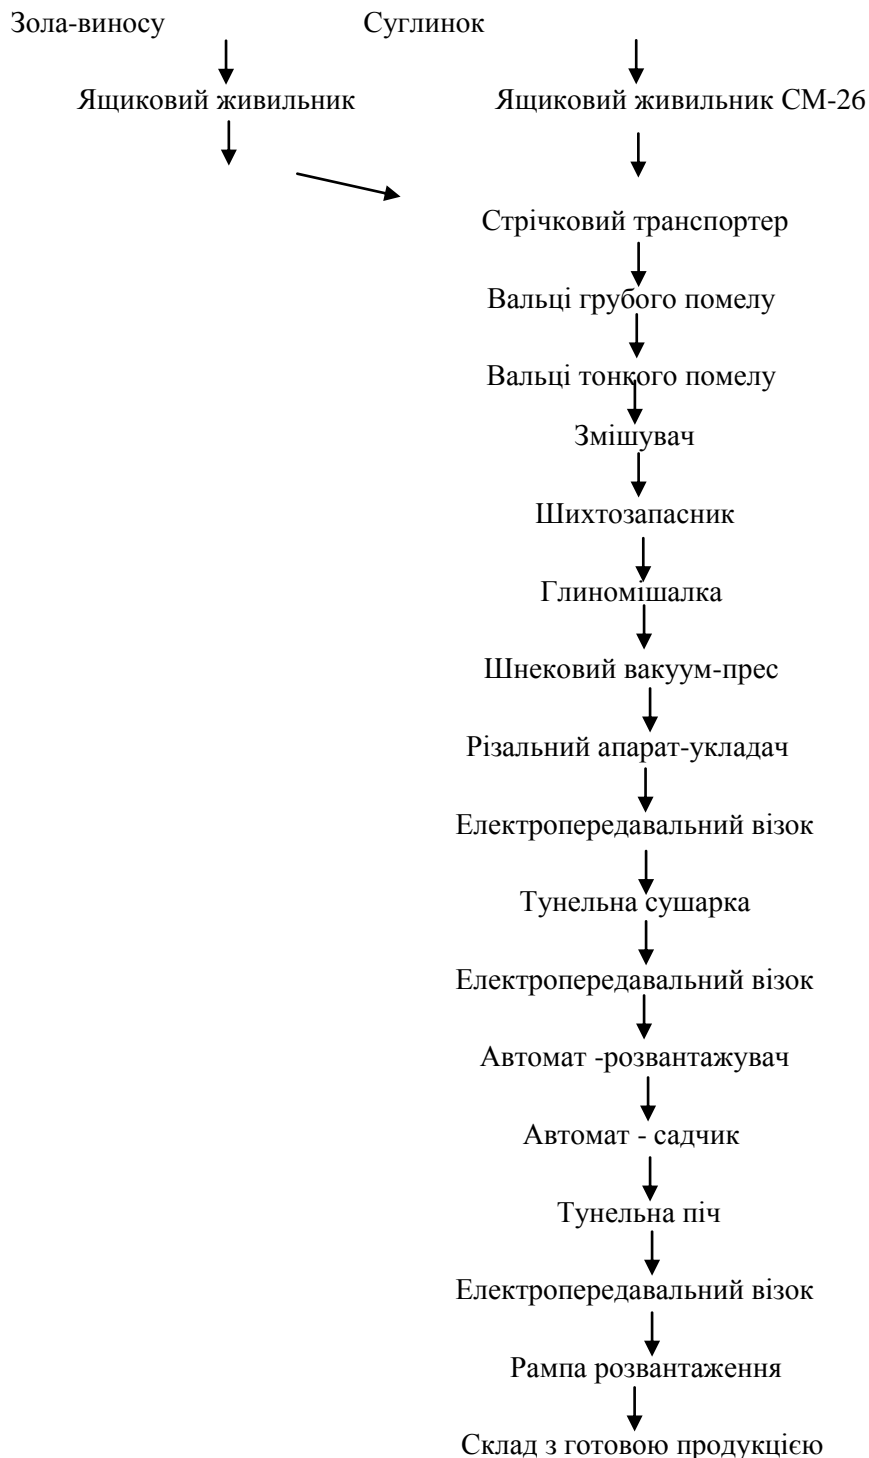 Зола-виносу Суглинок
Ящиковий живильник Ящиковий живильник СМ-26
Стрічковий транспортер
Вальці грубого помелу
Вальці тонкого помелу
Змішувач
Шихтозапасник
Глиномішалка
Шнековий вакуум-прес
Різальний апарат-укладач
Електропередавальний візок
Тунельна сушарка
Електропередавальний візок
Автомат -розвантажувач
Автомат - садчик
Тунельна піч
Електропередавальний візок
Рампа розвантаження
Склад з готовою продукцією